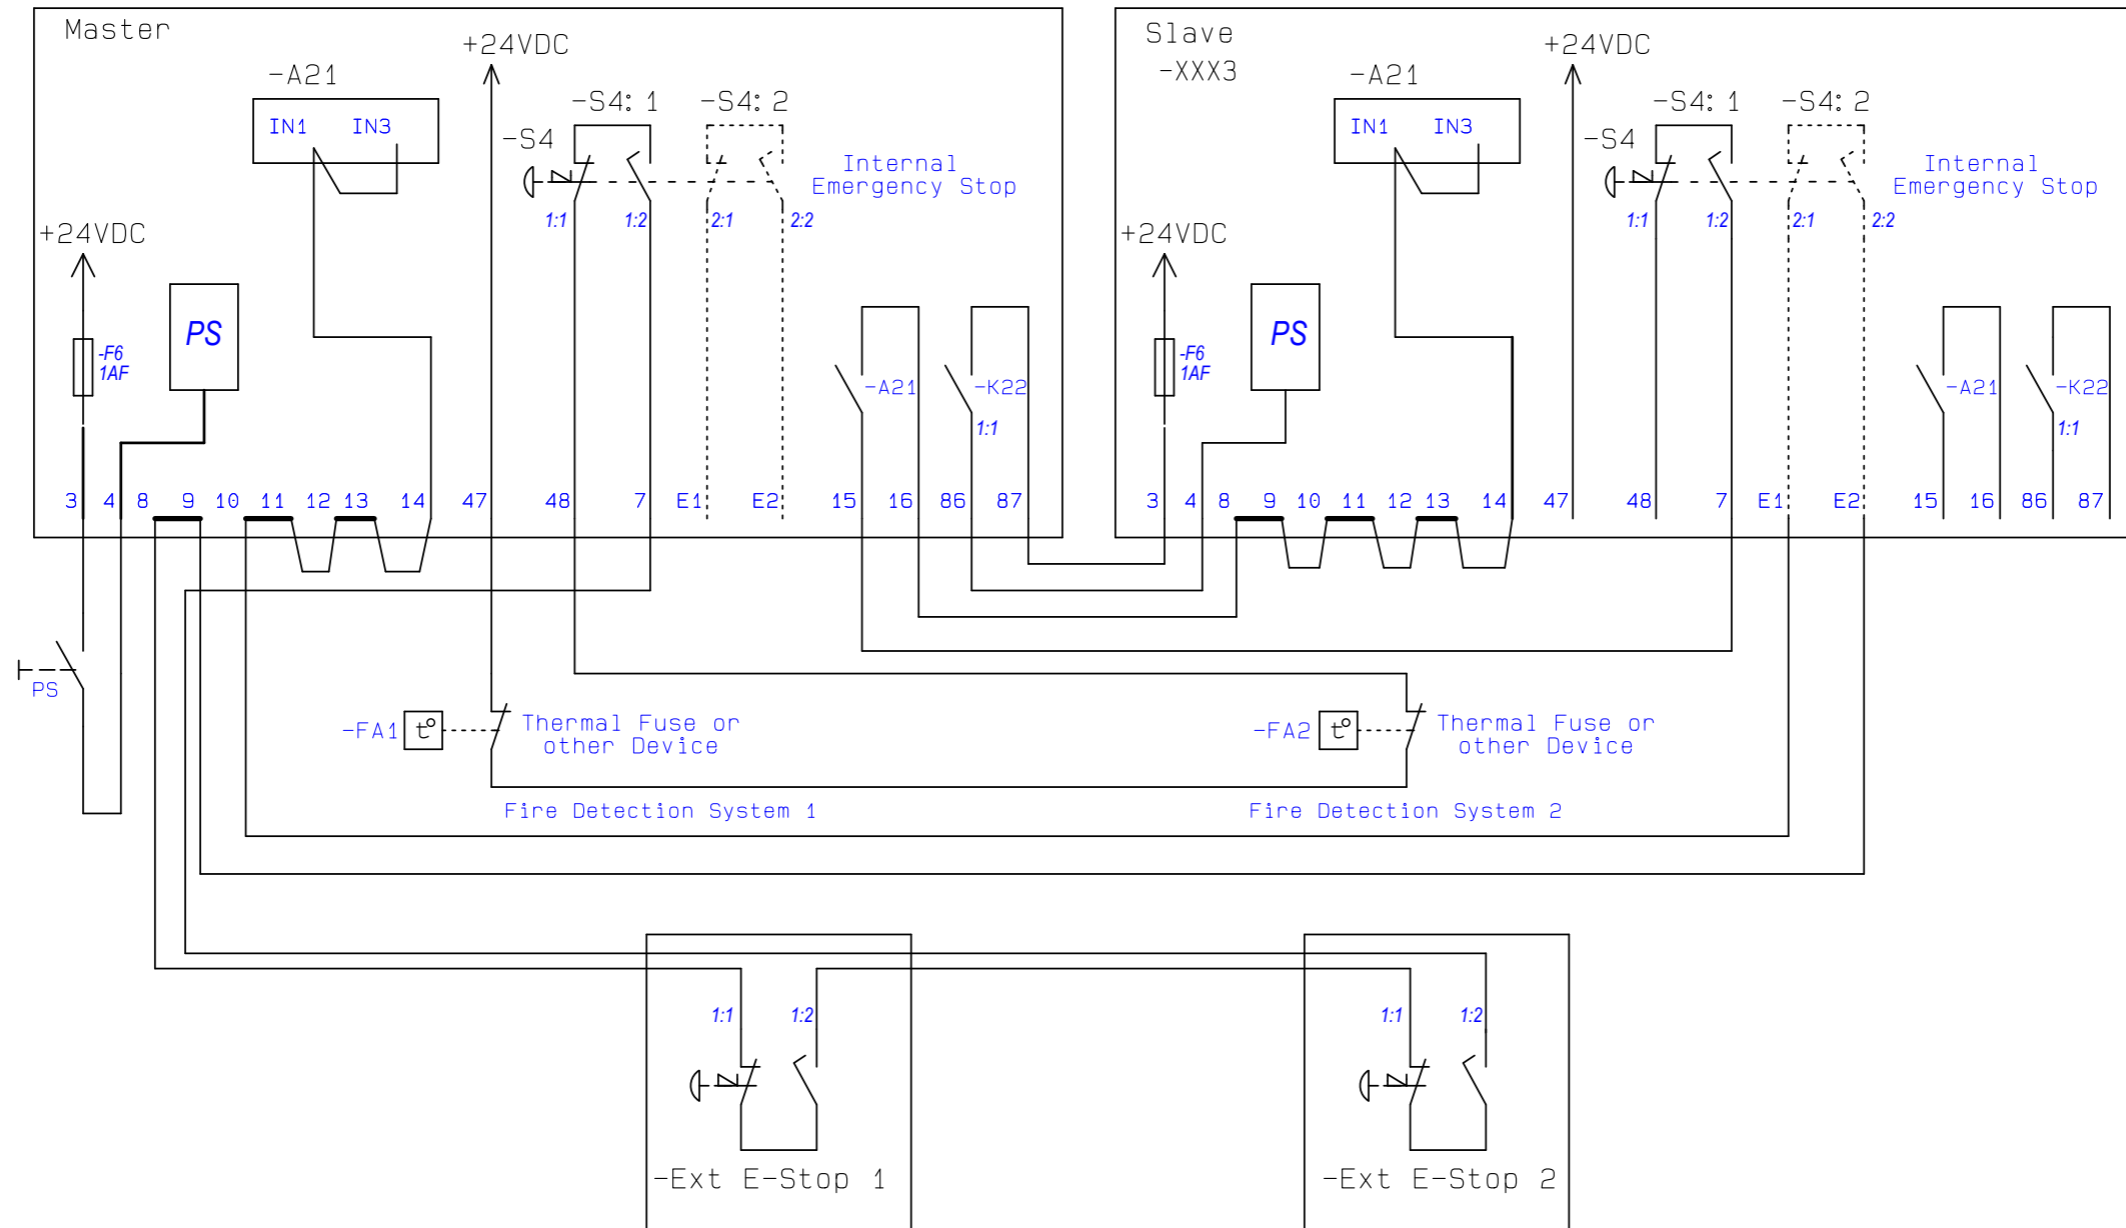 Master
+24VDC
-A21
IN1 IN3
-S4:1 -S4:2
-S4
Internal
Emergency Stop
1:1 1:2 2:1 2:2
+24VDC
PS
-F6
1AF
-A21
-K22
1:1
3 4 8 9 10 11 12 13 14 47 48 7 E1 E2 15 16 86 87
Slave
-XXX3
+24VDC
-A21
IN1 IN3
-S4:1 -S4:2
-S4
Internal
Emergency Stop
1:1 1:2 2:1 2:2
+24VDC
PS
-F6
1AF
-A21
-K22
1:1
3 4 8 9 10 11 12 13 14 47 48 7 E1 E2 15 16 86 87
PS
-FA1
t°
Thermal Fuse or
other Device
Fire Detection System 1
-FA2
t°
Thermal Fuse or
other Device
Fire Detection System 2
1:1 1:2
-Ext E-Stop 1
1:1 1:2
-Ext E-Stop 2